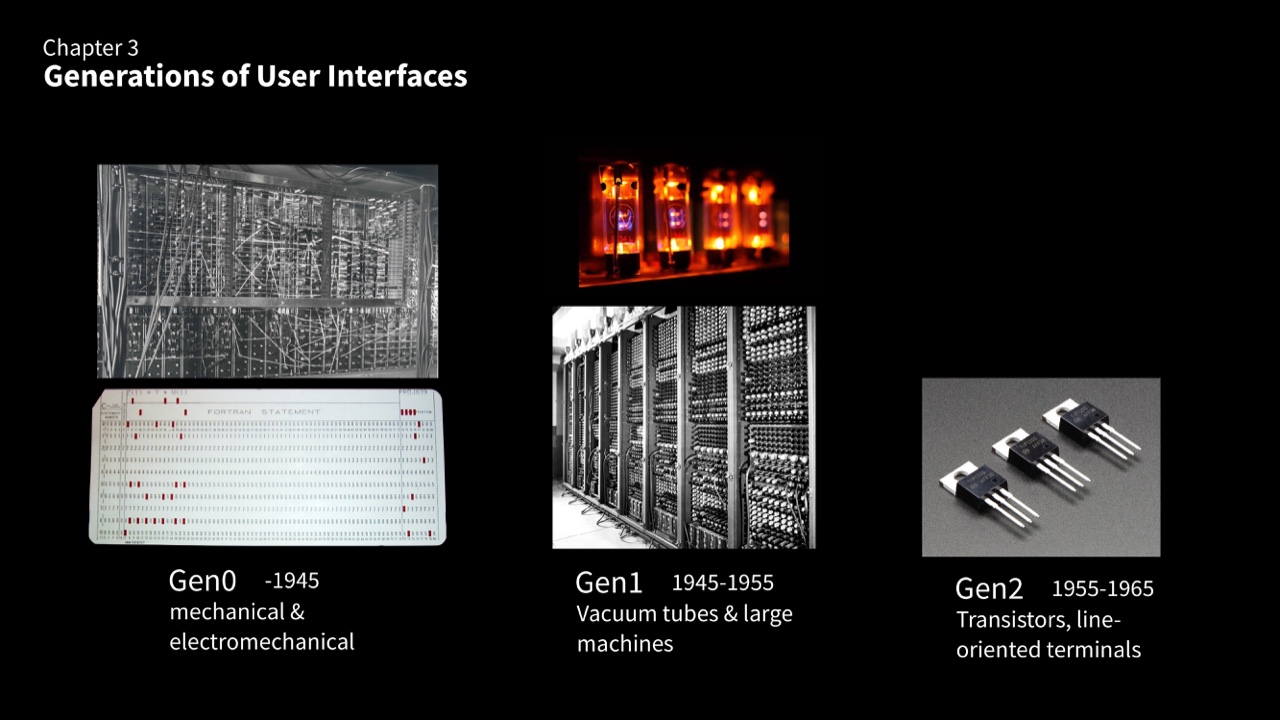 Chapter 3
Generations of User Interfaces
FORTRAN STATEMENT
Gen0 -1945
mechanical &
electromechanical
Gen1 1945-1955
Vacuum tubes & large
machines
Gen2 1955-1965
Transistors, line-
oriented terminals